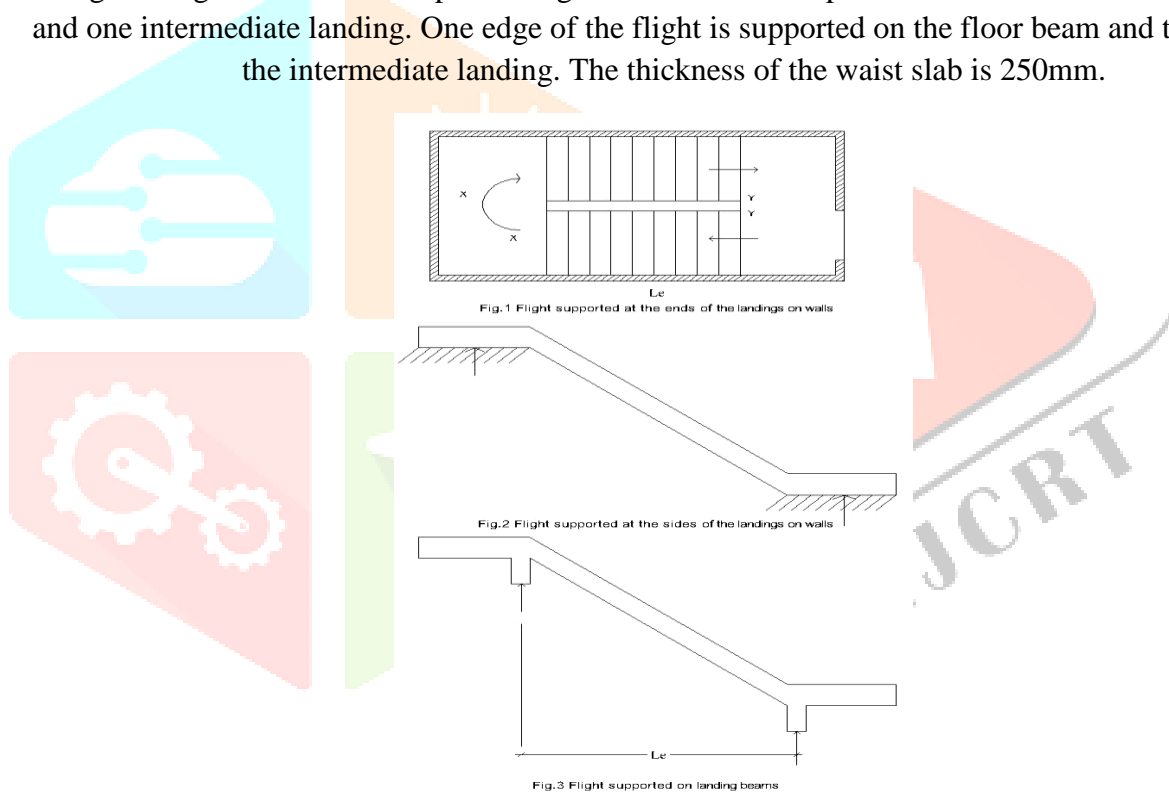 and one intermediate landing. One edge of the flight is supported on the floor beam and
the intermediate landing. The thickness of the waist slab is 250mm.
X
X
Y
Y
Le
Fig.1 Flight supported at the ends of the landings on walls
Fig.2 Flight supported at the sides of the landings on walls
Le
Fig.3 Flight supported on landing beams
JCRT